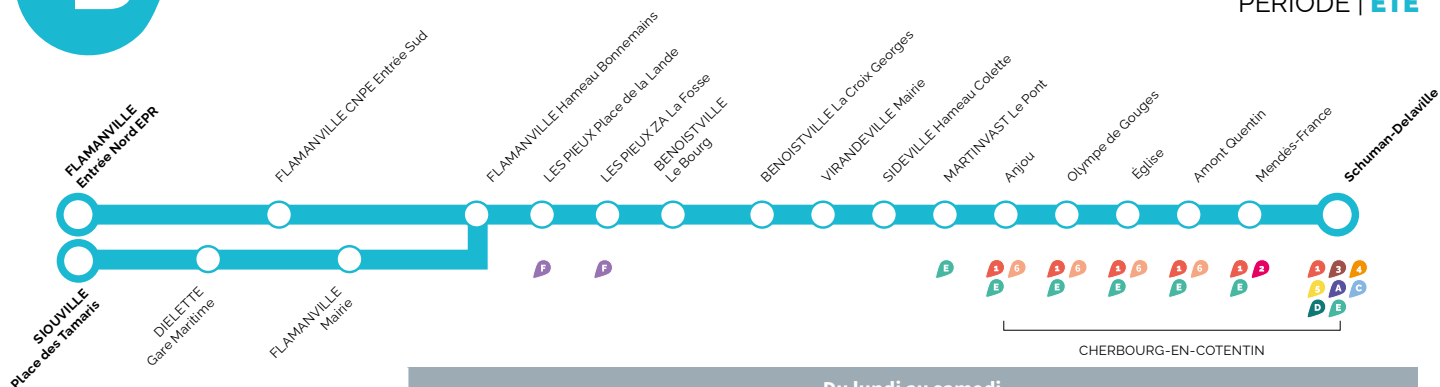 PÉRIODE | ÉTÉ
FLAMANVILLE
Entrée Nord EPR
FLAMANVILLE CNPE Entrée Sud
FLAMANVILLE Hameau Bonnemains
LES PIEUX Place de la Lande
LES PIEUX ZA La Fosse
BENOISTVILLE
Le Bourg
BENOISTVILLE La Croix Georges
VIRANDEVILLE Mairie
SIDEVILLE Hameau Colette
MARTINVAST Le Pont
Anjou
Olympe de Gouges
Église
Amont Quentin
Mendès-France
Schuman-Delaville
SIOUVILLE
Place des Tamaris
DIELETTE
Gare Maritime
FLAMANVILLE
Mairie
F F E 1 6 1 6 1 6 1 6 1 2 1 3 4
E E E E E 5 A C
D E
CHERBOURG-EN-COTENTIN
Du lundi au samedi